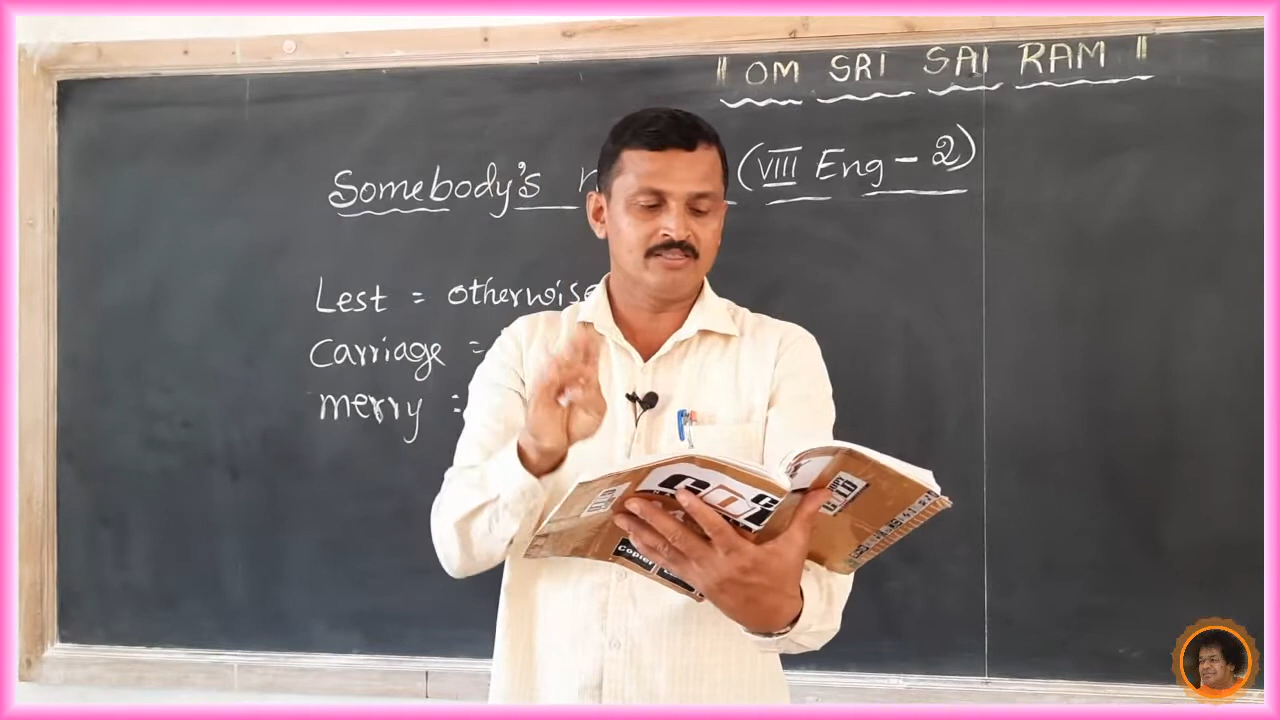 ॥ OM SRI SAI RAM ॥
Somebody's (VIII Eng - 2)
Lest = otherwise
Carriage =
merry =
Copier